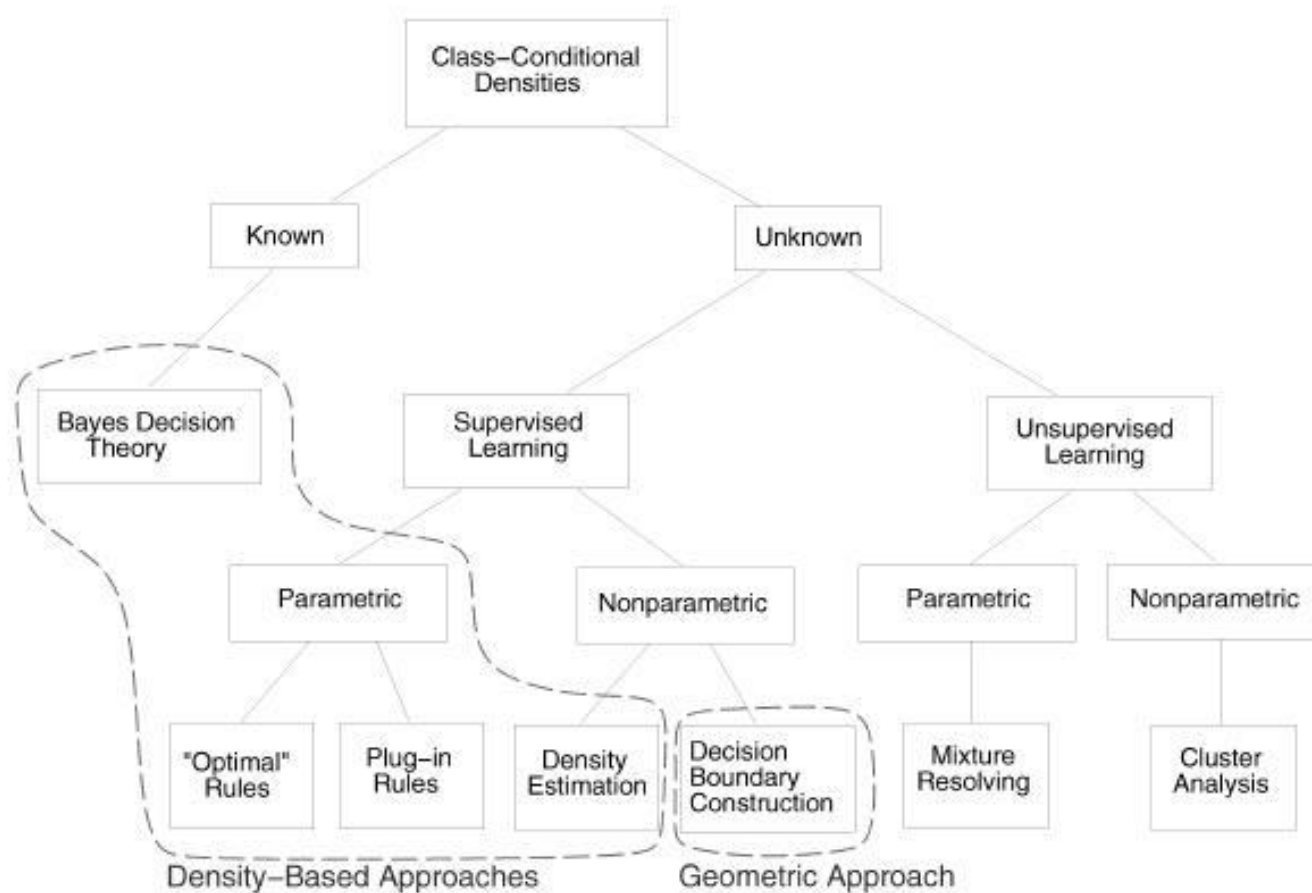 Class–Conditional
Densities
Known
Unknown
Bayes Decision
Theory
Supervised
Learning
Unsupervised
Learning
Parametric
Nonparametric
Parametric
Nonparametric
"Optimal"
Rules
Plug–in
Rules
Density
Estimation
Decision
Boundary
Construction
Mixture
Resolving
Cluster
Analysis
Density–Based Approaches
Geometric Approach